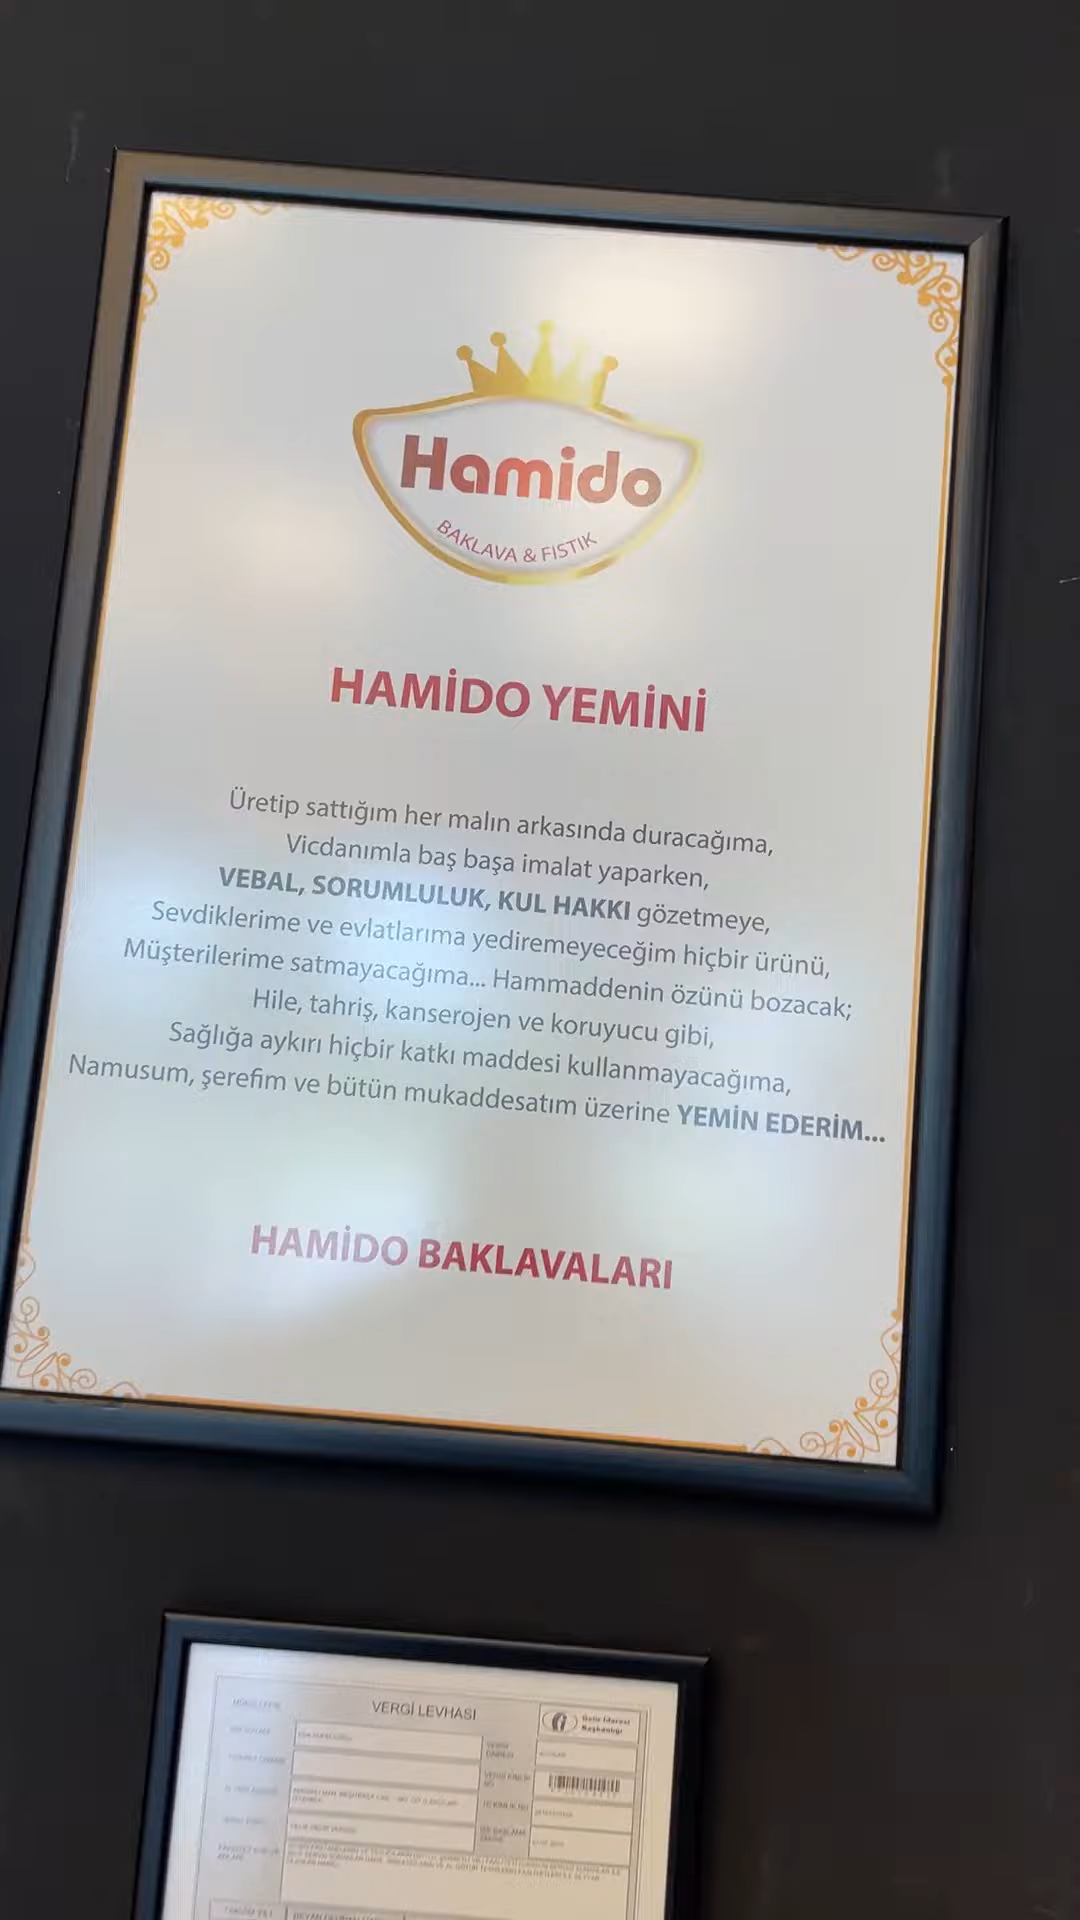 Hamido
BAKLAVA & FISTIK
HAMİDO YEMİNİ
Üretip sattığım her malın arkasında duracağıma,
Vicdanımla baş başa imalat yaparken,
VEBAL, SORUMLULUK, KUL HAKKI gözetmeye,
Sevdiklerime ve evlatlarıma yediremeyeceğim hiçbir ürünü,
Müşterilerime satmayacağıma... Hammaddenin özünü bozacak;
Hile, tahriş, kanserojen ve koruyucu gibi,
Sağlığa aykırı hiçbir katkı maddesi kullanmayacağıma,
Namusum, şerefim ve bütün mukaddesatım üzerine YEMİN EDERİM...
HAMİDO BAKLAVALARI
VERGİ LEVHASI
Gelir İdaresi
Başkanlığı